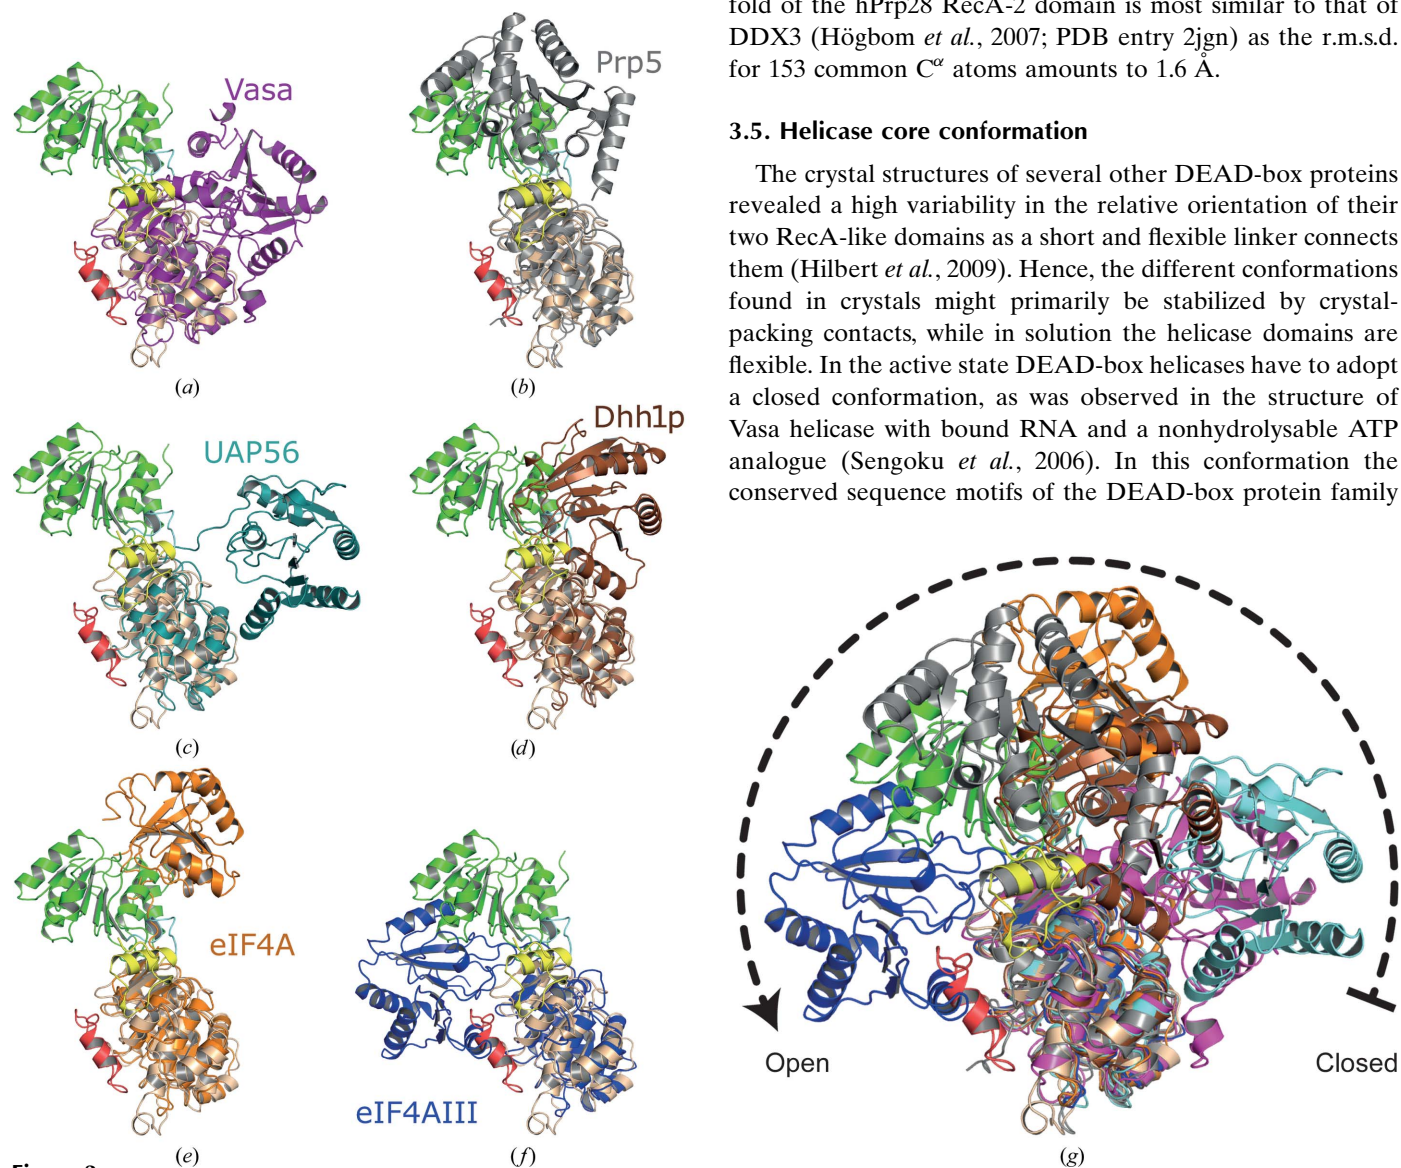 fold of the hPrp28 RecA-2 domain is most similar to that of
DDX3 (Högbom et al., 2007; PDB entry 2jgn) as the r.m.s.d.
for 153 common Cα atoms amounts to 1.6 Å.
3.5. Helicase core conformation
The crystal structures of several other DEAD-box proteins
revealed a high variability in the relative orientation of their
two RecA-like domains as a short and flexible linker connects
them (Hilbert et al., 2009). Hence, the different conformations
found in crystals might primarily be stabilized by crystal-
packing contacts, while in solution the helicase domains are
flexible. In the active state DEAD-box helicases have to adopt
a closed conformation, as was observed in the structure of
Vasa helicase with bound RNA and a nonhydrolysable ATP
analogue (Sengoku et al., 2006). In this conformation the
conserved sequence motifs of the DEAD-box protein family
Vasa
(a)
Prp5
(b)
UAP56
(c)
Dhh1p
(d)
eIF4A
(e)
eIF4AIII
(f)
Open
Closed
(g)